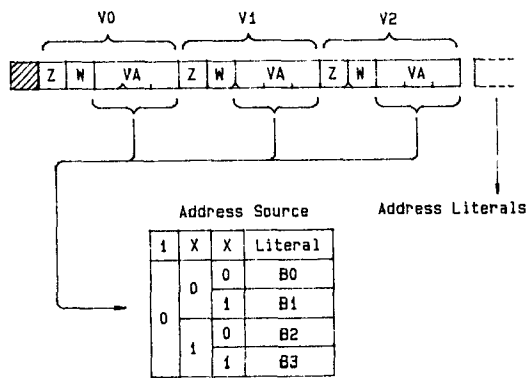 V0 V1 V2
Z W VA Z W VA Z W VA
Address Source
Address Literals
1 X X Literal
0 0 0 B0
1 B1
1 0 B2
1 B3